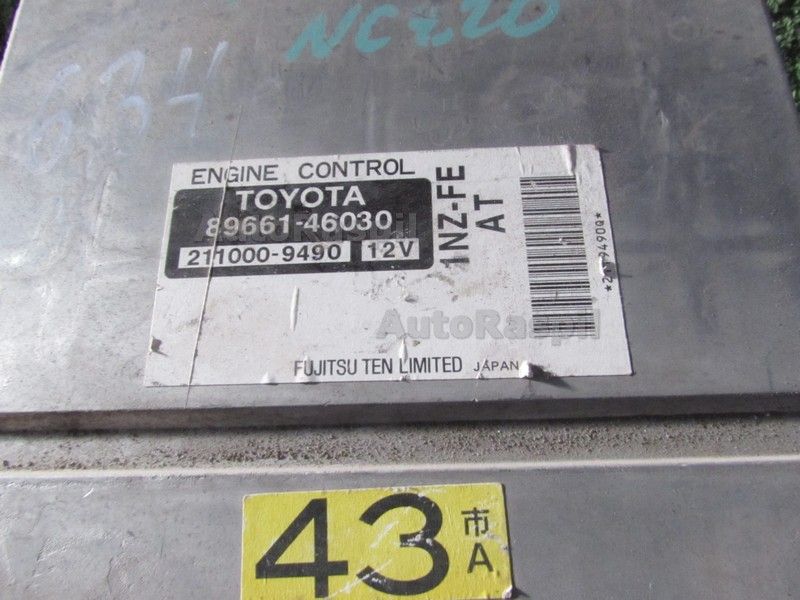 NCZ20
634
ENGINE CONTROL
TOYOTA
89661-46030
211000-9490 12V
1NZ-FE
AT
AutoRaspil
AutoRaspil
FUJITSU TEN LIMITED JAPAN
43 市
A